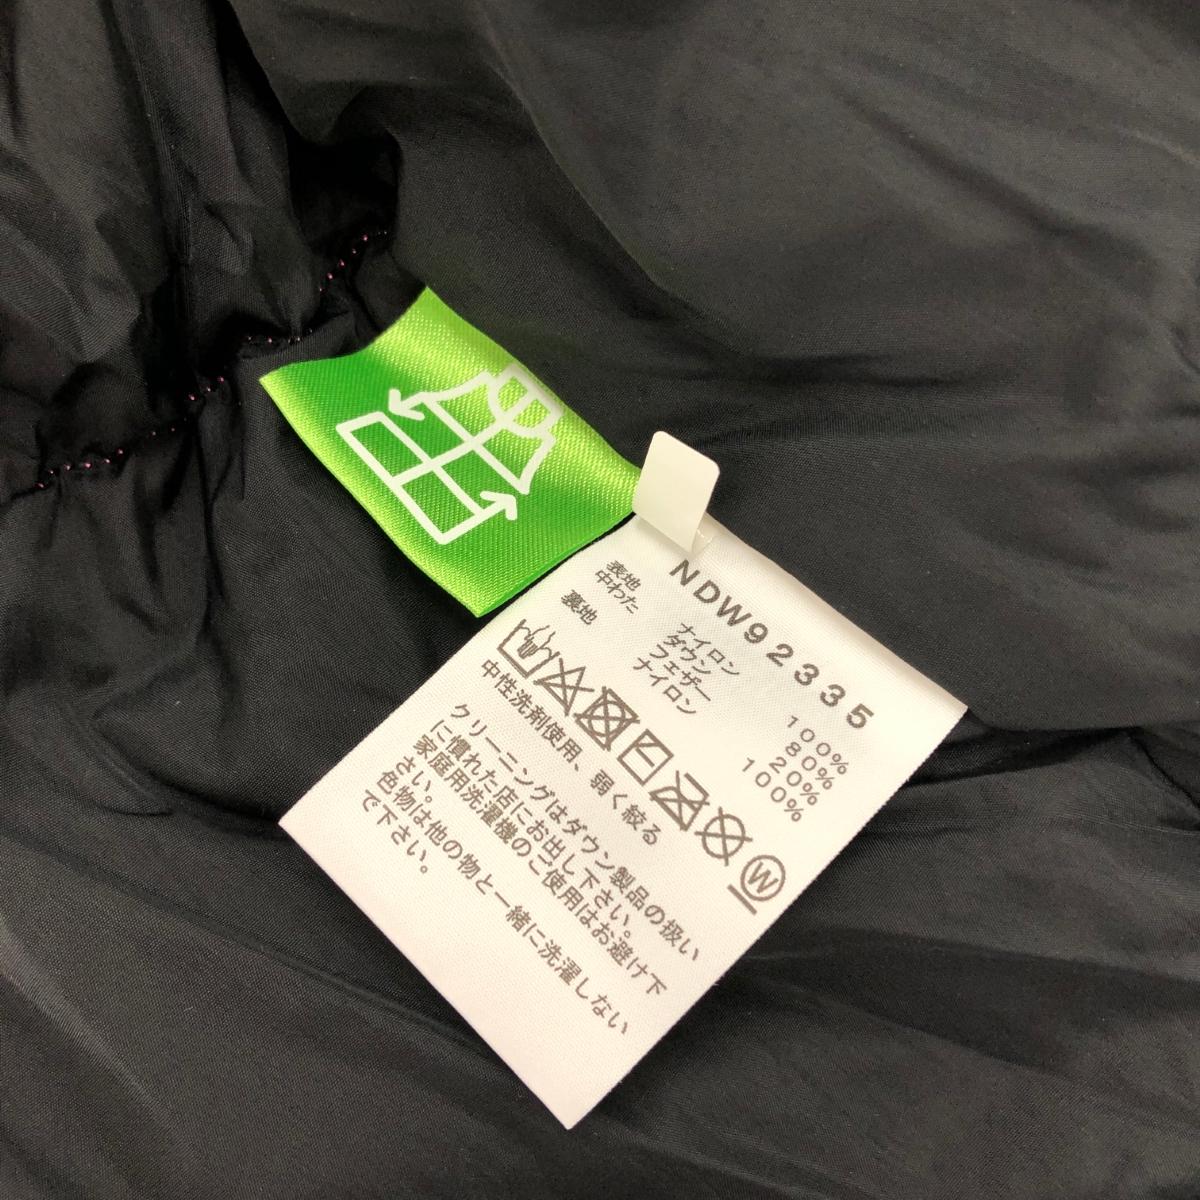 NDW92335
表地 ナイロン 100%
中わた ダウン 80%
フェザー 20%
裏地 ナイロン 100%
W
中性洗剤使用、弱く絞る
クリーニングはダウン製品の扱い
に慣れた店にお出し下さい。
家庭用洗濯機のご使用はお避け下
さい。
色物は他の物と一緒に洗濯しない
で下さい。